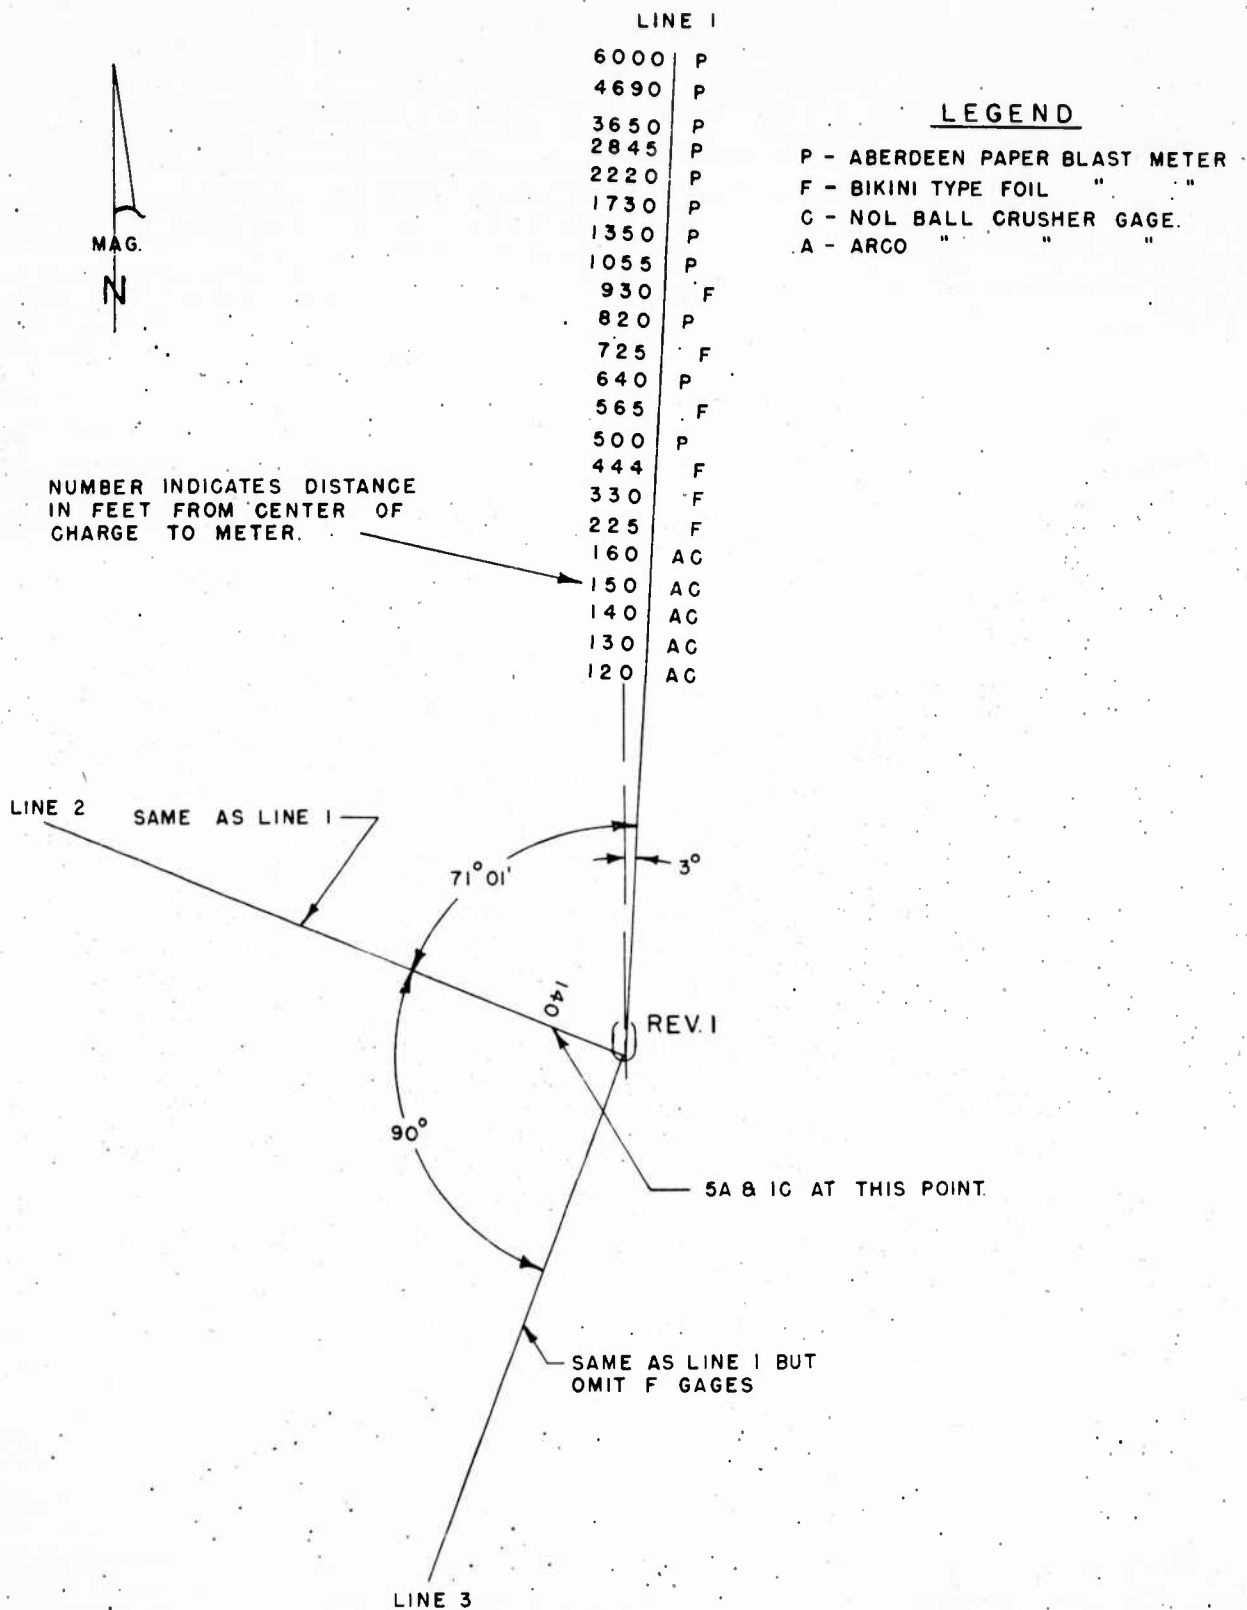 LINE 1
6000 P
4690 P
3650 P
2845 P
2220 P
1730 P
1350 P
1055 P
930 F
820 P
725 F
640 P
565 F
500 P
444 F
330 F
225 F
160 AC
150 AC
140 AC
130 AC
120 AC
LEGEND
P - ABERDEEN PAPER BLAST METER
F - BIKINI TYPE FOIL " "
C - NOL BALL CRUSHER GAGE.
A - ARCO " " "
MAG.
N
NUMBER INDICATES DISTANCE
IN FEET FROM CENTER OF
CHARGE TO METER.
LINE 2
SAME AS LINE 1
71°01'
3°
140
REV. 1
90°
5A & 1C AT THIS POINT.
SAME AS LINE 1 BUT
OMIT F GAGES
LINE 3